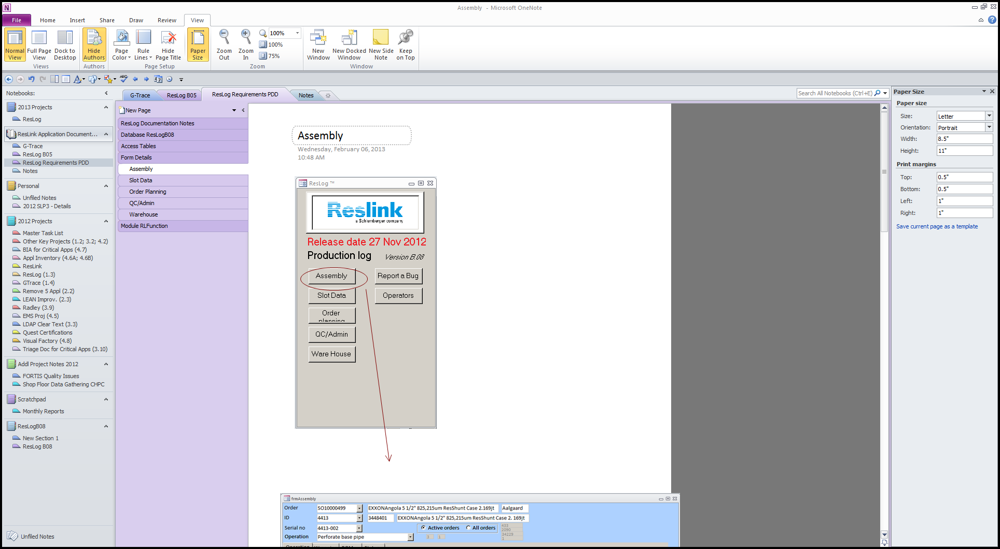 Assembly - Microsoft OneNote
File Home Insert Share Draw Review View
Normal View
Full Page View
Dock to Desktop
Views
Hide Authors
Authors
Page Color
Rule Lines
Hide Page Title
Page Setup
Paper Size
Zoom Out
Zoom In
100%
100%
75%
Zoom
New Window
New Docked Window
New Side Note
Keep on Top
Window
Notebooks:
2013 Projects
ResLog
ResLink Application Document...
G-Trace
ResLog B05
ResLog Requirements PDD
Notes
Personal
Unfiled Notes
2012 SLP3 - Details
2012 Projects
Master Task List
Other Key Projects (1.2; 3.2; 4.2)
BIA for Critical Apps (4.7)
Appl Inventory (4.6A; 4.6B)
ResLink
ResLog (1.3)
GTrace (1.4)
Remove 5 Appl (2.2)
LEAN Improv. (2.3)
Radley (3.9)
EMS Proj (4.5)
LDAP Clear Text (3.3)
Quest Certifications
Visual Factory (4.8)
Triage Doc for Critical Apps (3.10)
Addl Project Notes 2012
FORTIS Quality Issues
Shop Floor Data Gathering CHPC
Scratchpad
Monthly Reports
ResLogB08
New Section 1
ResLog B08
Unfiled Notes
G-Trace ResLog B05 ResLog Requirements PDD Notes
Search All Notebooks (Ctrl+E)
New Page
ResLog Documentation Notes
Database ResLogB08
Access Tables
Form Details
Assembly
Slot Data
Order Planning
QC/Admin
Warehouse
Module RLFunction
Assembly
Wednesday, February 06, 2013
10:48 AM
ResLog ™
Reslink
a Schlumberger company
Release date 27 Nov 2012
Production log Version B.08
Assembly Report a Bug
Slot Data Operators
Order
planning
QC/Admin
Ware House
frmAssembly
Order SO10000499 EXXONAngola 5 1/2" 825,215um ResShunt Case 2.169jt Aalgaard
ID 4413 3448401 EXXONAngola 5 1/2" 825,215um ResShunt Case 2. 169jt
Serial no 4413-002 Active orders All orders
433
2090
34229
1
Operation Perforate base pipe 3 1
Paper Size
Paper size
Size: Letter
Orientation: Portrait
Width: 8.5"
Height: 11"
Print margins
Top: 0.5"
Bottom: 0.5"
Left: 1"
Right: 1"
Save current page as a template